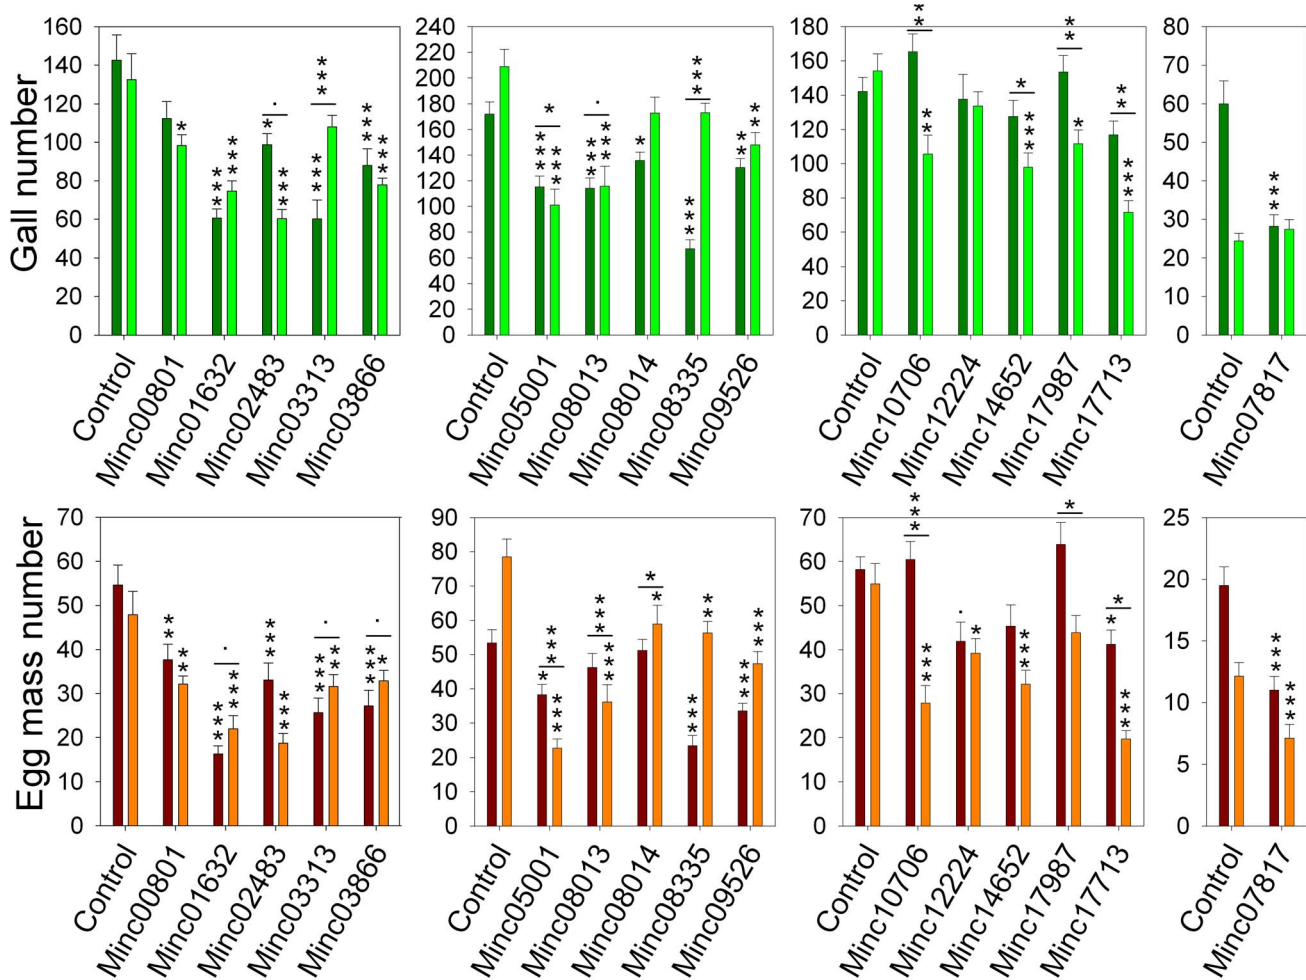 Gall number
160
140
120
100
80
60
40
20
0
Control
Minc00801
Minc01632
Minc02483
Minc03313
Minc03866
* *** *** * *** . *** *** *** ***
240
220
200
180
160
140
120
100
80
60
40
20
0
Control
Minc05001
Minc08013
Minc08014
Minc08335
Minc09526
*** *** * *** *** . * *** *** ** **
180
160
140
120
100
80
60
40
20
0
Control
Minc10706
Minc12224
Minc14652
Minc17987
Minc17713
** ** * *** ** * ** ***
80
70
60
50
40
30
20
10
0
Control
Minc07817
***
Egg mass number
70
60
50
40
30
20
10
0
Control
Minc00801
Minc01632
Minc02483
Minc03313
Minc03866
** ** *** . *** *** *** *** . ** *** . *
90
80
70
60
50
40
30
20
10
0
Control
Minc05001
Minc08013
Minc08014
Minc08335
Minc09526
* *** *** *** *** * * *** ** *** ***
70
60
50
40
30
20
10
0
Control
Minc10706
Minc12224
Minc14652
Minc17987
Minc17713
*** *** . * *** * * * ***
25
20
15
10
5
0
Control
Minc07817
*** ***